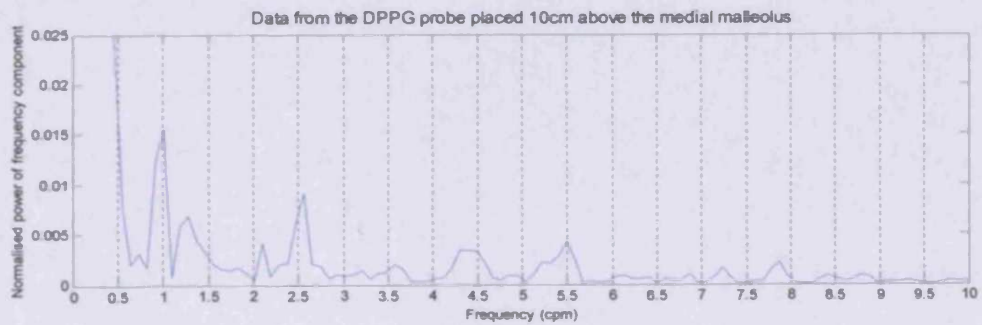 Data from the DPPG probe placed 10cm above the medial malleolus
Normalised power of frequency component
0.025
0.02
0.015
0.01
0.005
0
0 0.5 1 1.5 2 2.5 3 3.5 4 4.5 5 5.5 6 6.5 7 7.5 8 8.5 9 9.5 10
Frequency (cpm)